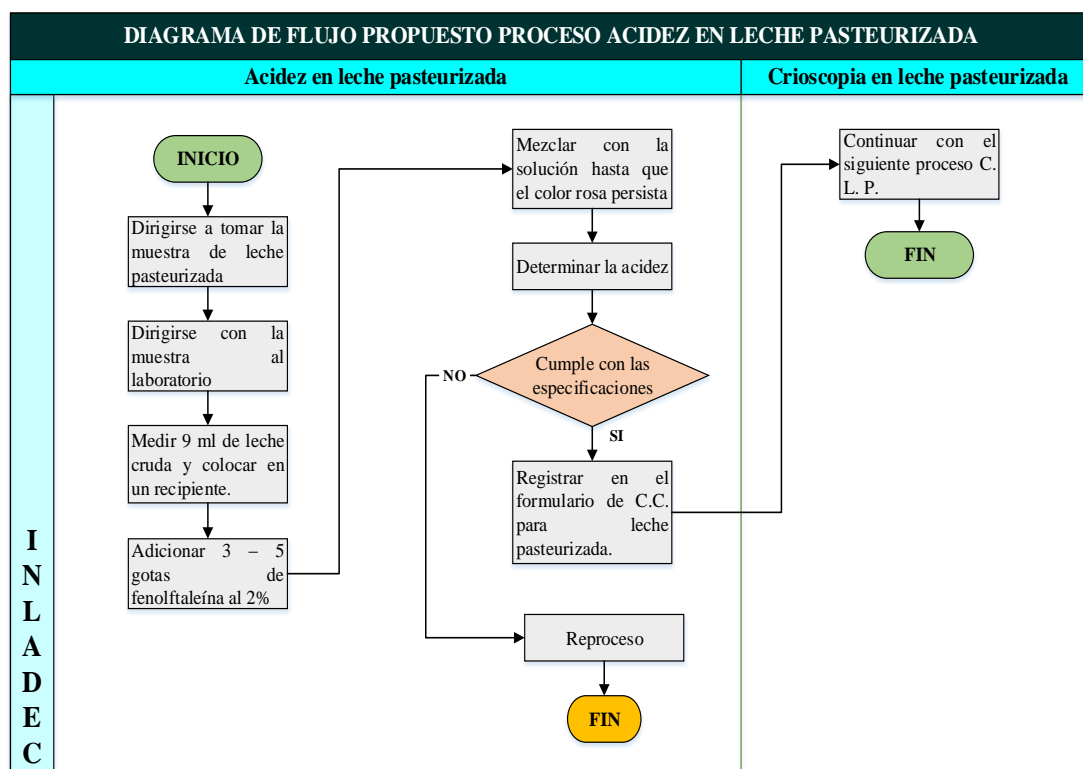 DIAGRAMA DE FLUJO PROPUESTO PROCESO ACIDEZ EN LECHE PASTEURIZADA
Acidez en leche pasteurizada
Crioscopia en leche pasteurizada
I
N
L
A
D
E
C
INICIO
Dirigirse a tomar la
muestra de leche
pasteurizada
Dirigirse con la
muestra al
laboratorio
Medir 9 ml de leche
cruda y colocar en
un recipiente.
Adicionar 3 – 5
gotas de
fenolftaleína al 2%
Mezclar con la
solución hasta que
el color rosa persista
Determinar la acidez
Cumple con las
especificaciones
NO
SI
Registrar en el
formulario de C.C.
para leche
pasteurizada.
Reproceso
FIN
Continuar con el
siguiente proceso C.
L. P.
FIN